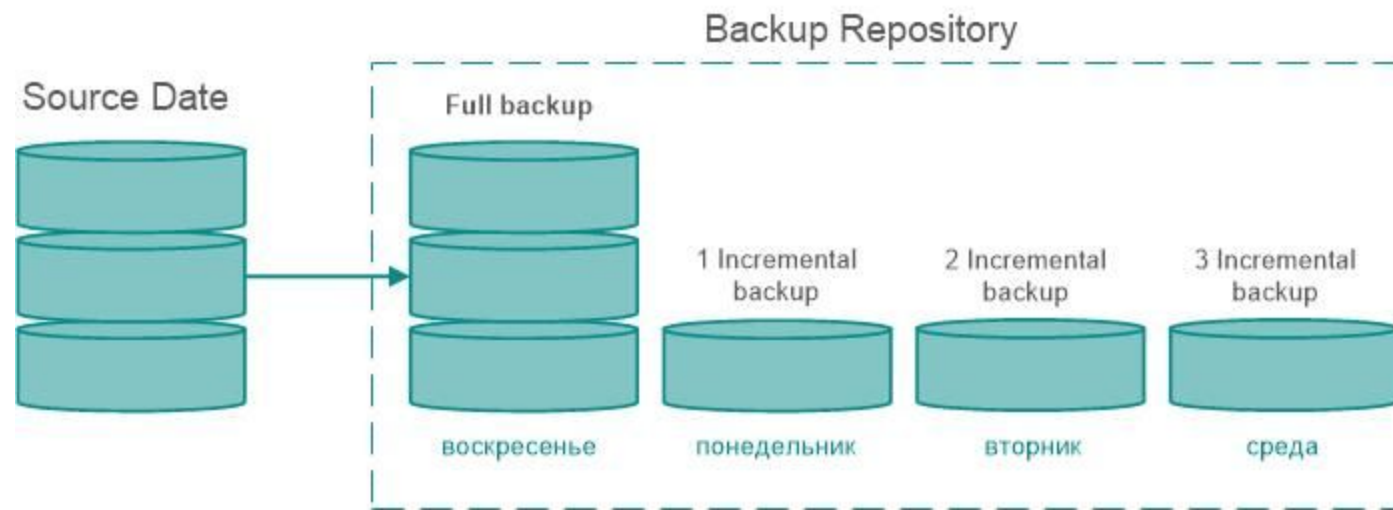 Backup Repository
Source Date
Full backup
1 Incremental
backup
2 Incremental
backup
3 Incremental
backup
воскресенье
понедельник
вторник
среда